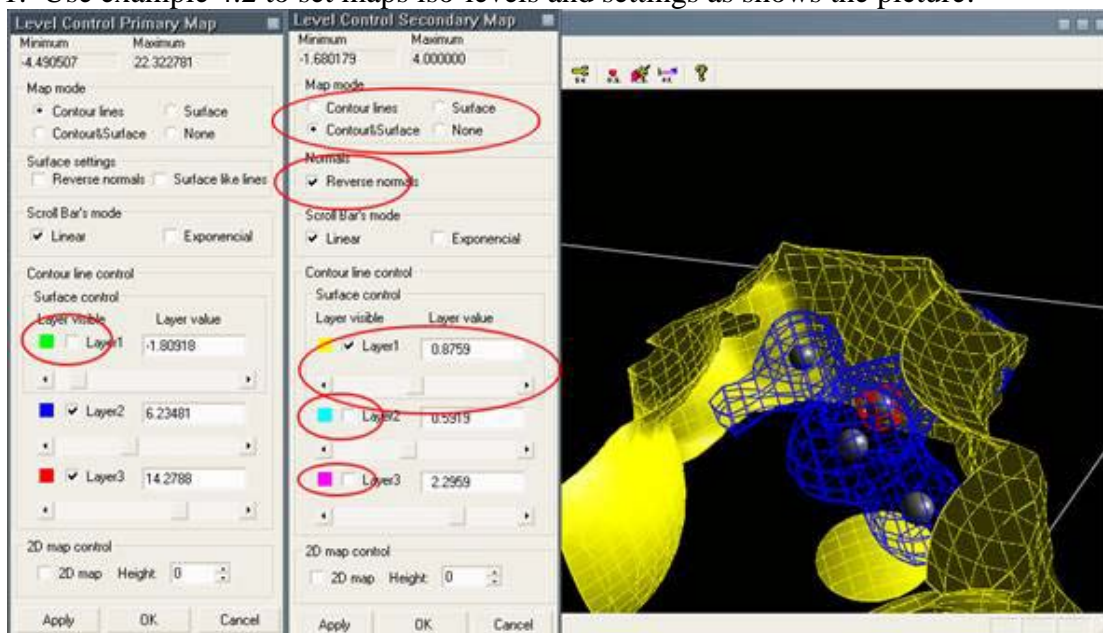 1. Use example 4.2 to set maps iso-levels and settings as shows the picture.
Level Control Primary Map
Minimum Maximum
-4.490507 22.322781
Map mode
Contour lines Surface
Contour&Surface None
Surface settings
Reverse normals Surface like lines
Scroll Bar's mode
Linear Exponencial
Contour line control
Surface control
Layer visible Layer value
Layer1 -1.80918
Layer2 6.23481
Layer3 14.2788
2D map control
2D map Height: 0
Apply OK Cancel
Level Control Secondary Map
Minimum Maximum
-1.680179 4.000000
Map mode
Contour lines Surface
Contour&Surface None
Normals
Reverse normals
Scroll Bar's mode
Linear Exponencial
Contour line control
Surface control
Layer visible Layer value
Layer1 0.8759
Layer2 0.5919
Layer3 2.2959
2D map control
2D map Height: 0
Apply OK Cancel